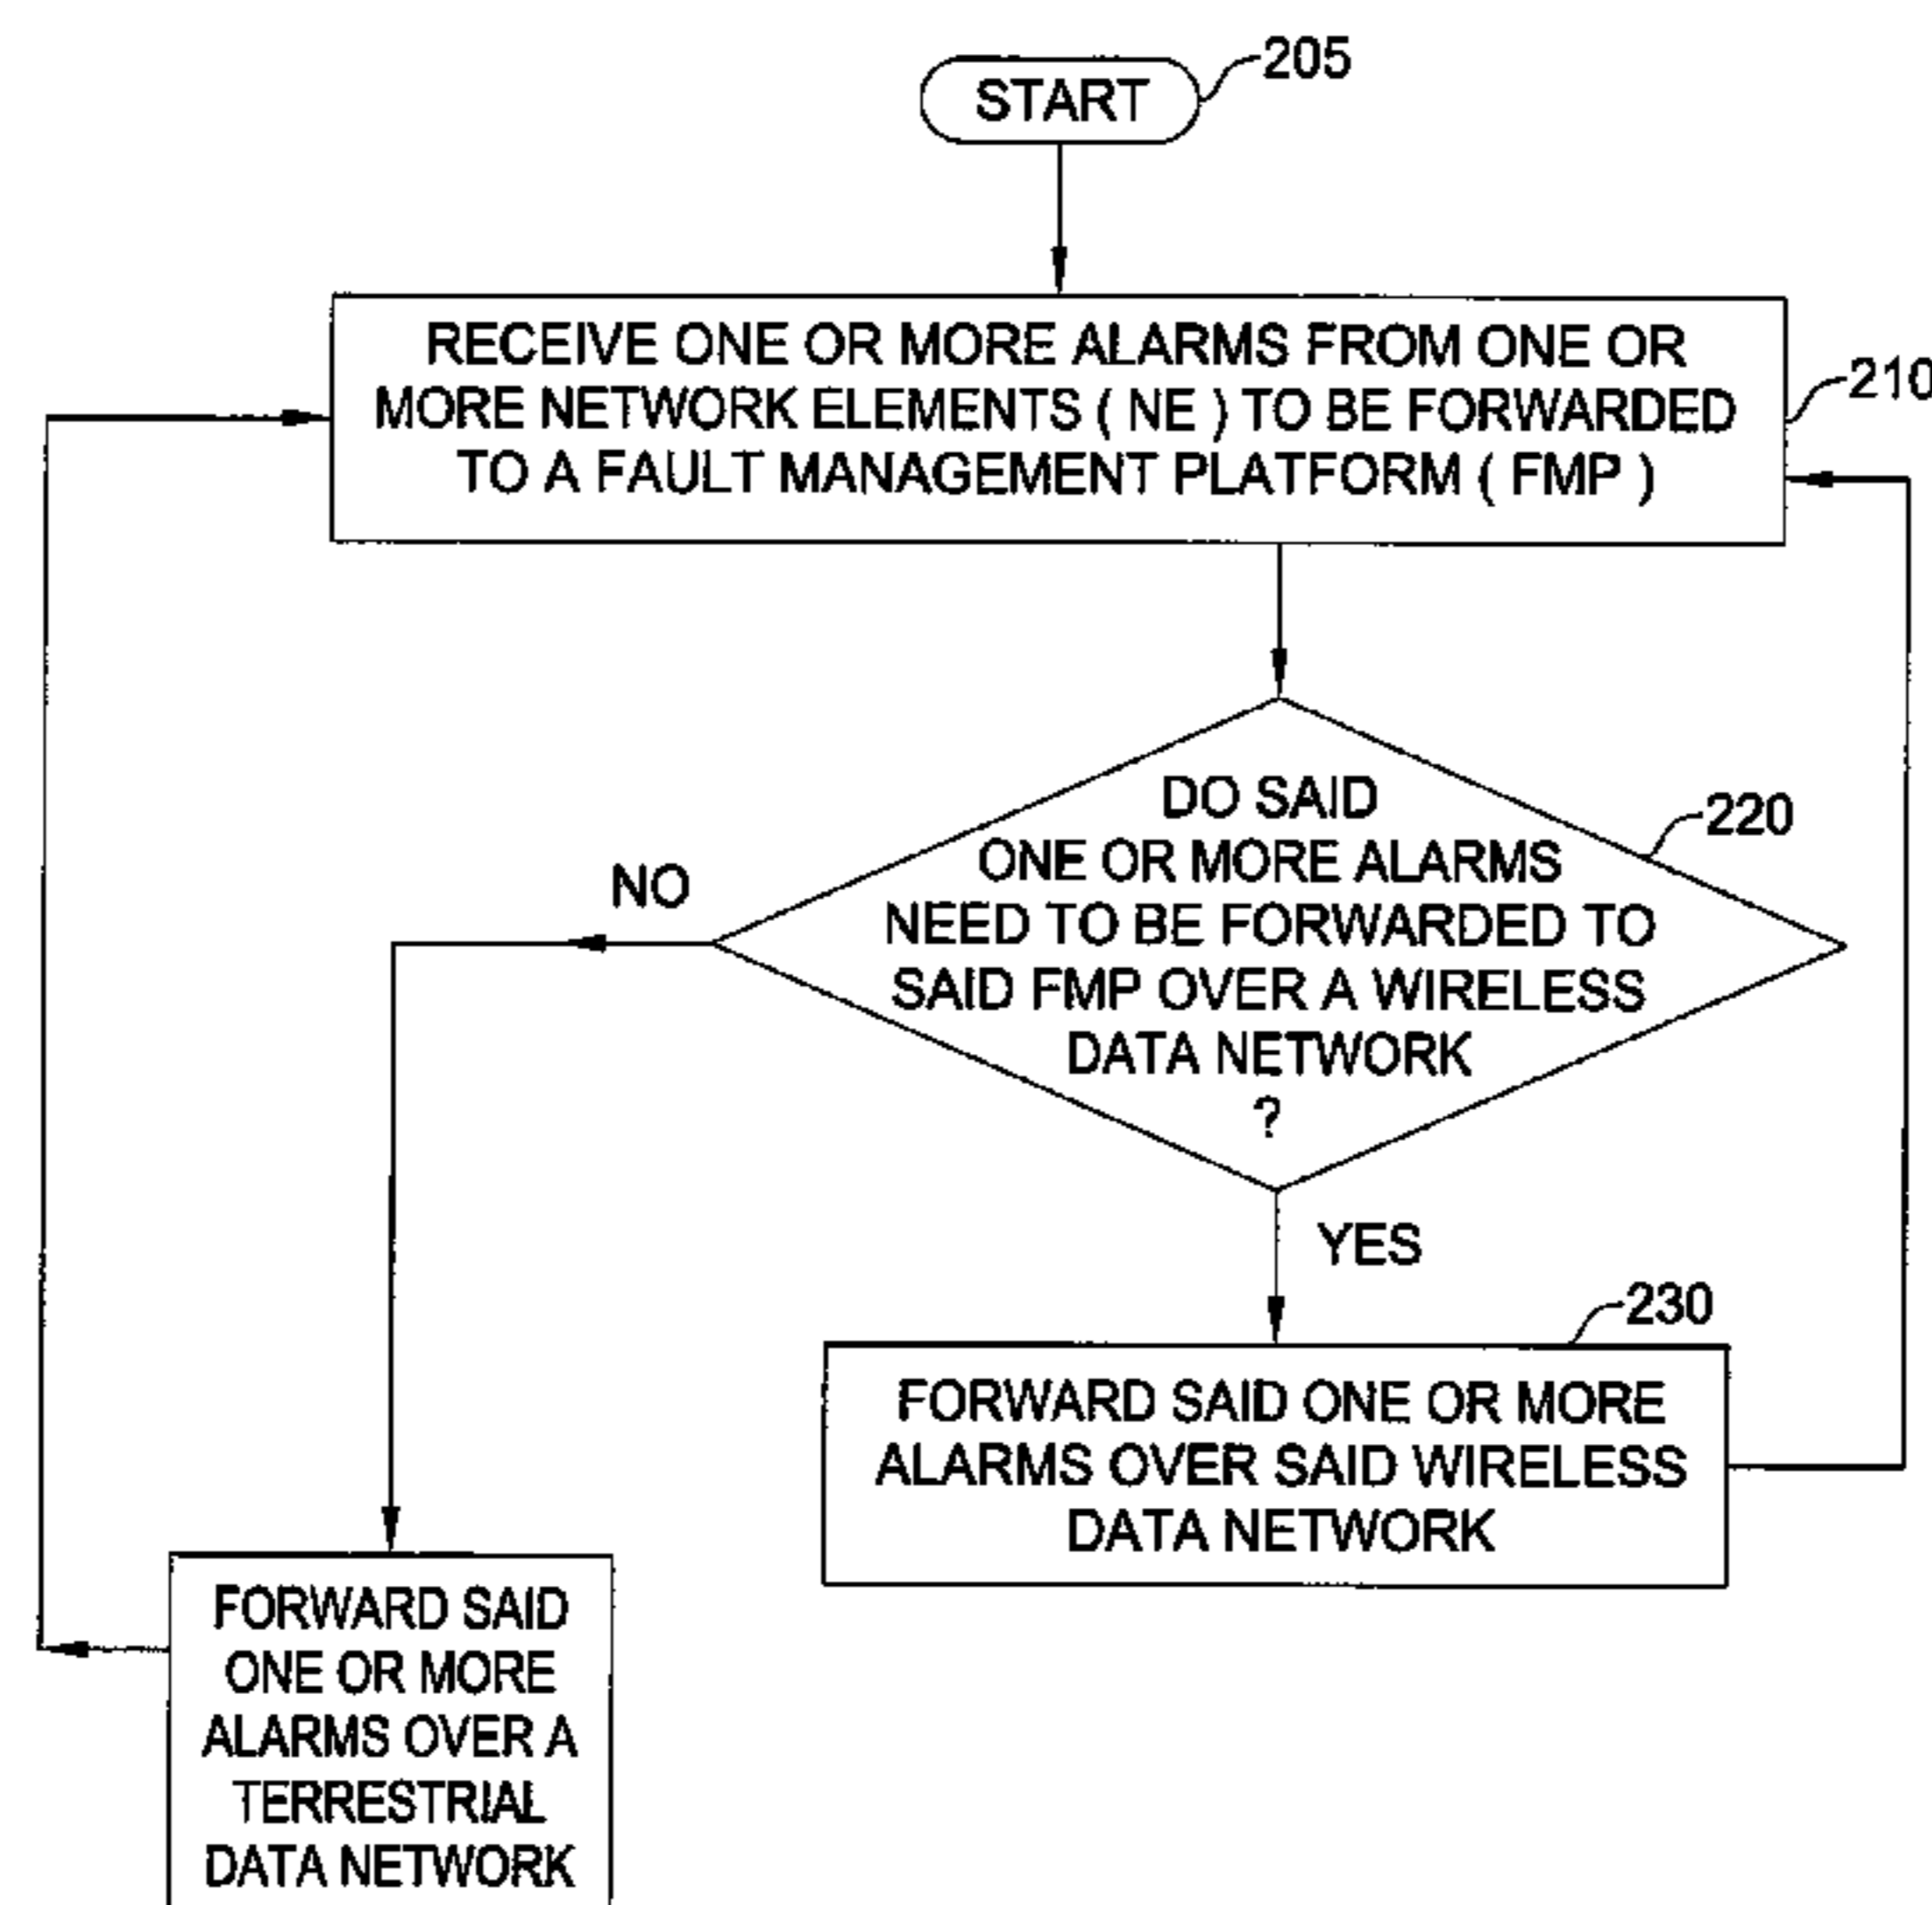 START
205
RECEIVE ONE OR MORE ALARMS FROM ONE OR
MORE NETWORK ELEMENTS ( NE ) TO BE FORWARDED
TO A FAULT MANAGEMENT PLATFORM ( FMP )
210
DO SAID
ONE OR MORE ALARMS
NEED TO BE FORWARDED TO
SAID FMP OVER A WIRELESS
DATA NETWORK
?
220
NO
YES
230
FORWARD SAID ONE OR MORE
ALARMS OVER SAID WIRELESS
DATA NETWORK
FORWARD SAID
ONE OR MORE
ALARMS OVER A
TERRESTRIAL
DATA NETWORK